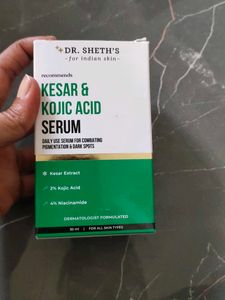 DR. SHETH'S
-for indian skin-
recommends
KESAR &
KOJIC ACID
SERUM
DAILY USE SERUM FOR COMBATING
PIGMENTATION & DARK SPOTS
Kesar Extract
2% Kojic Acid
4% Niacinamide
DERMATOLOGIST FORMULATED
30 ml | FOR ALL SKIN TYPES